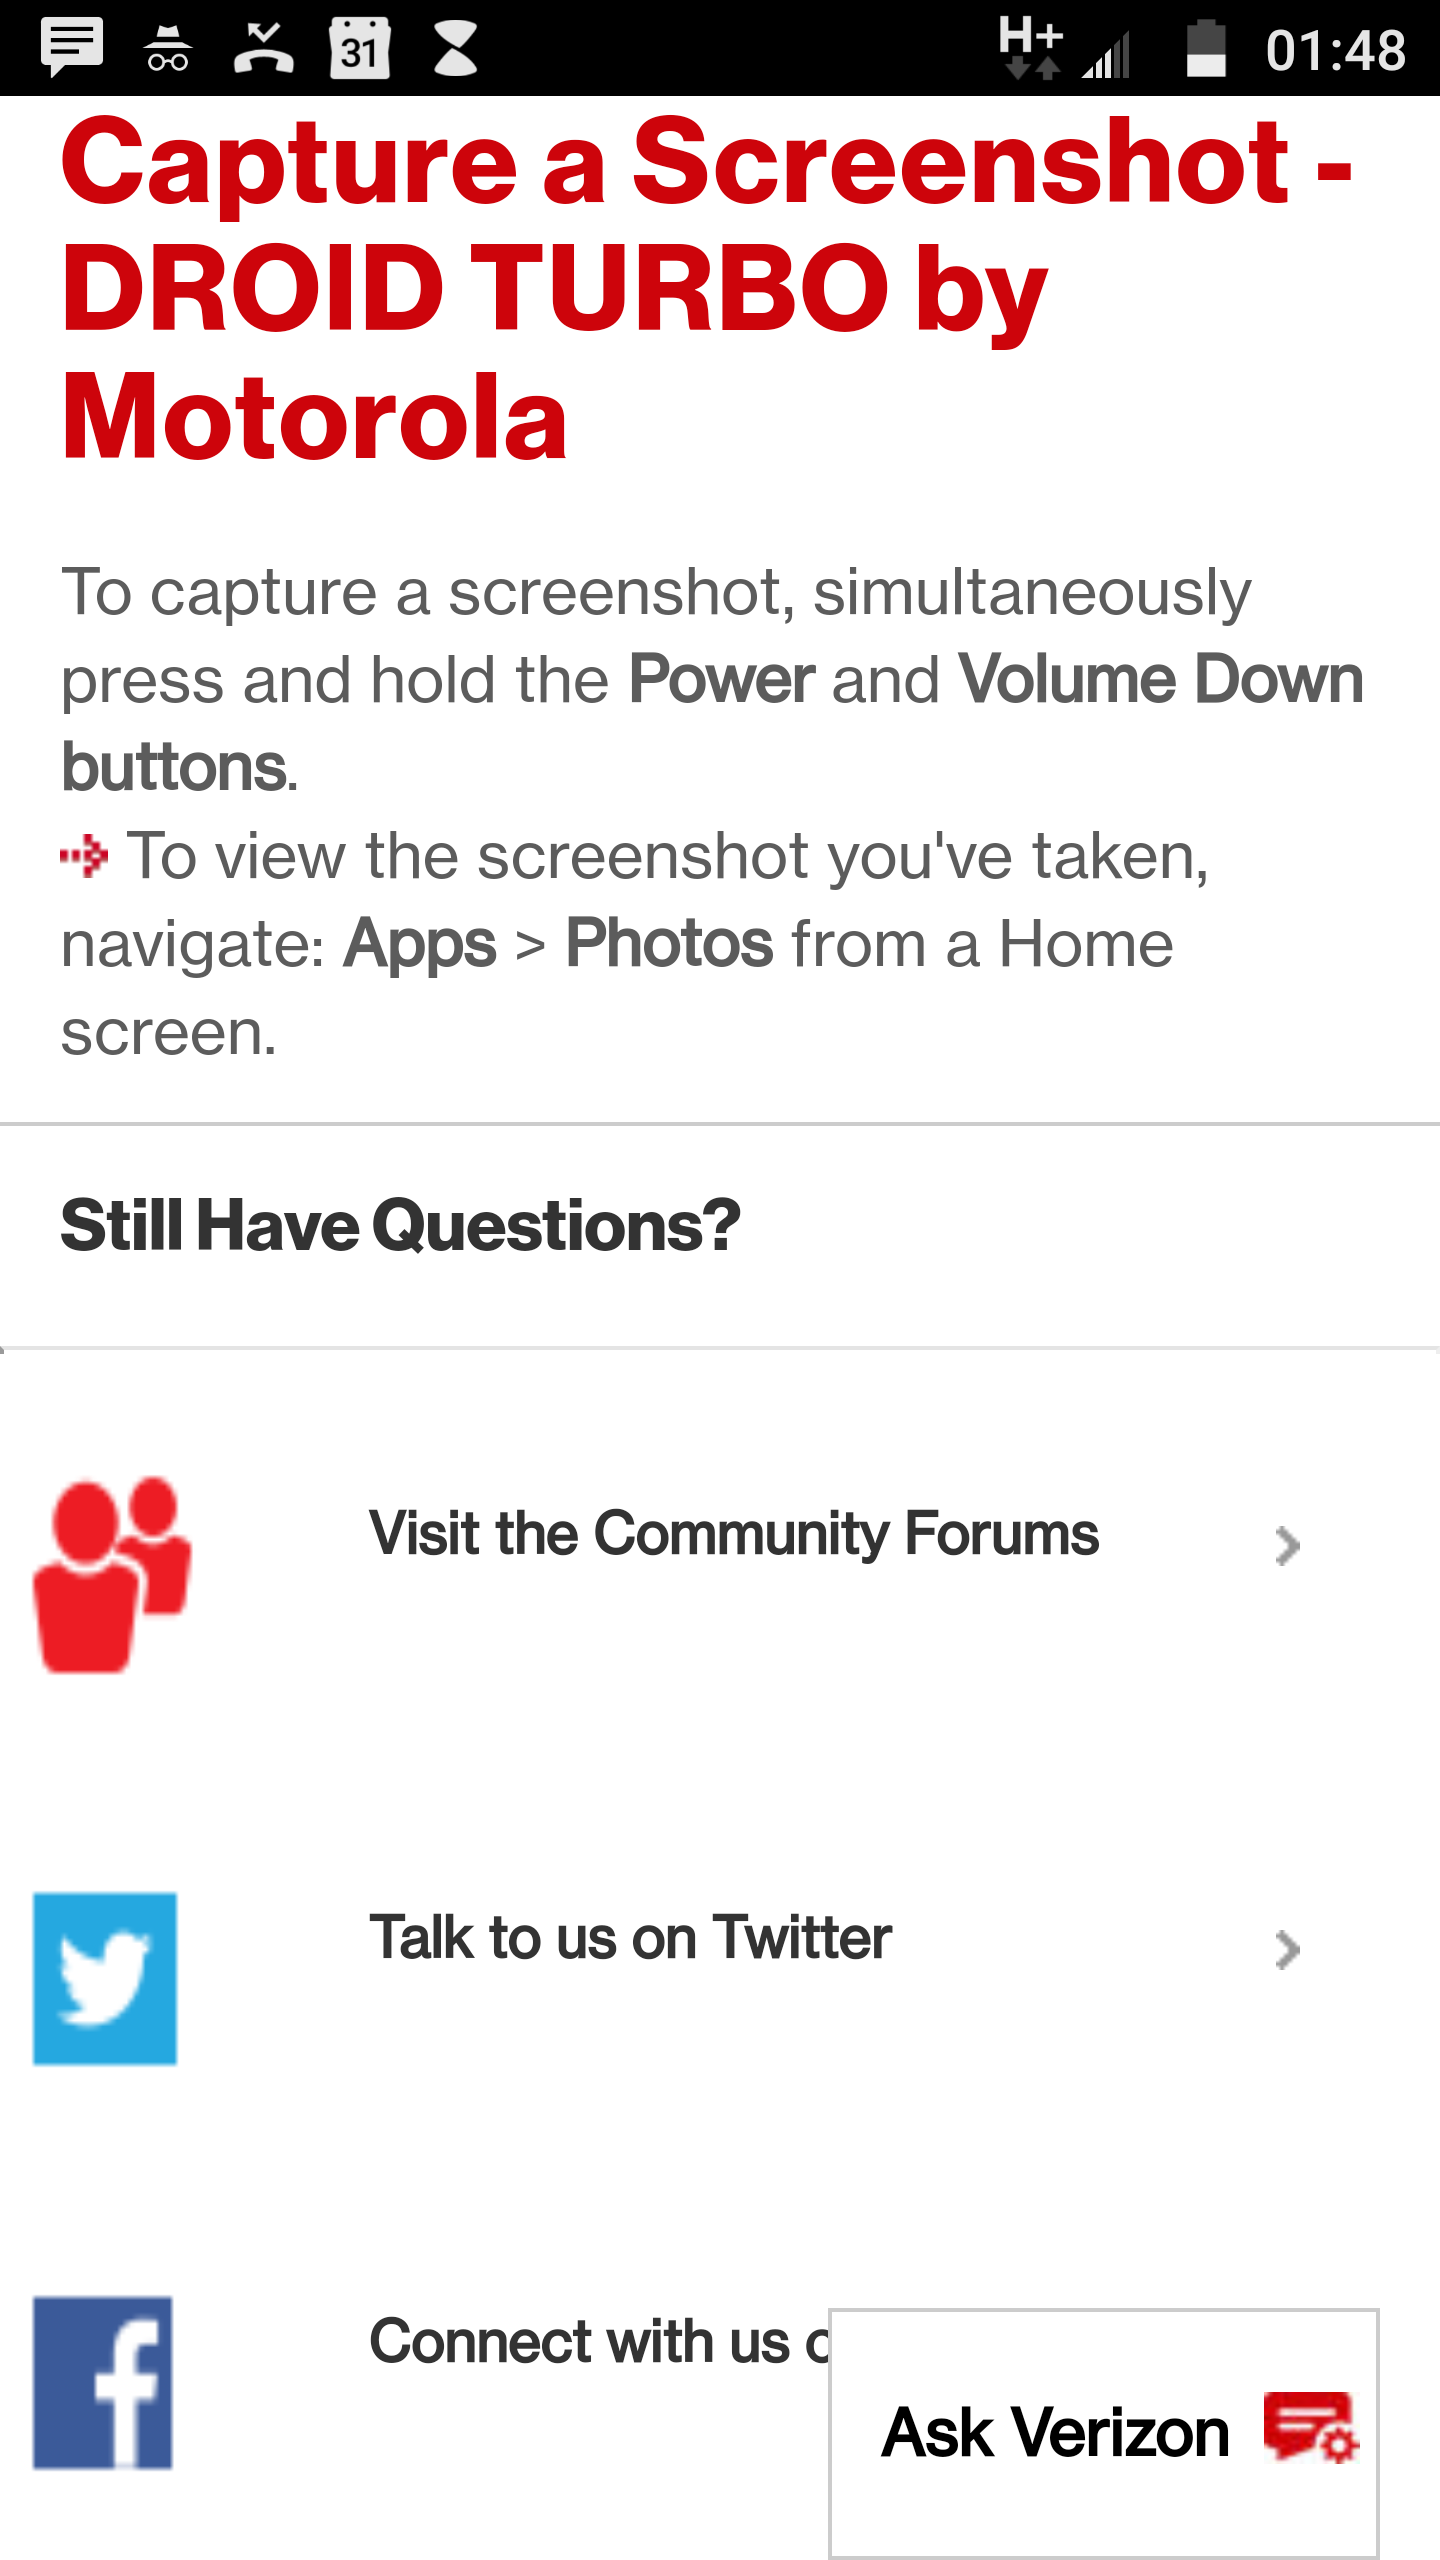 31 H+ 01:48
Capture a Screenshot -
DROID TURBO by
Motorola
To capture a screenshot, simultaneously
press and hold the Power and Volume Down
buttons.
To view the screenshot you've taken,
navigate: Apps > Photos from a Home
screen.
Still Have Questions?
Visit the Community Forums
Talk to us on Twitter
Connect with us
Ask Verizon